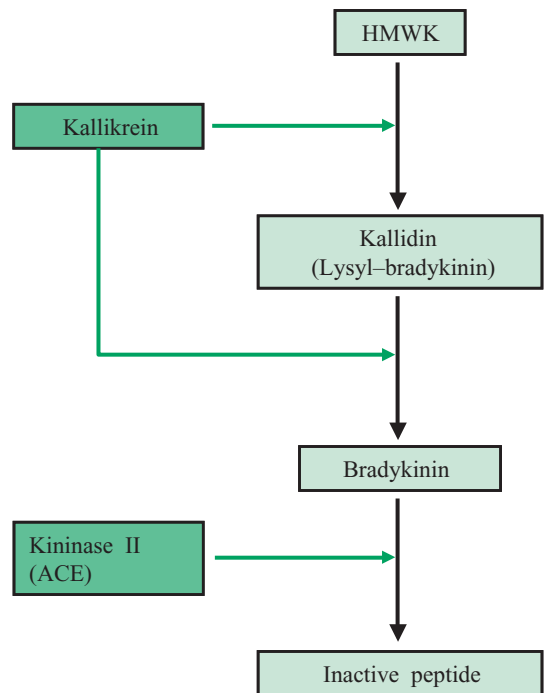 HMWK
Kallikrein
Kallidin
(Lysyl–bradykinin)
Bradykinin
Kininase II
(ACE)
Inactive peptide